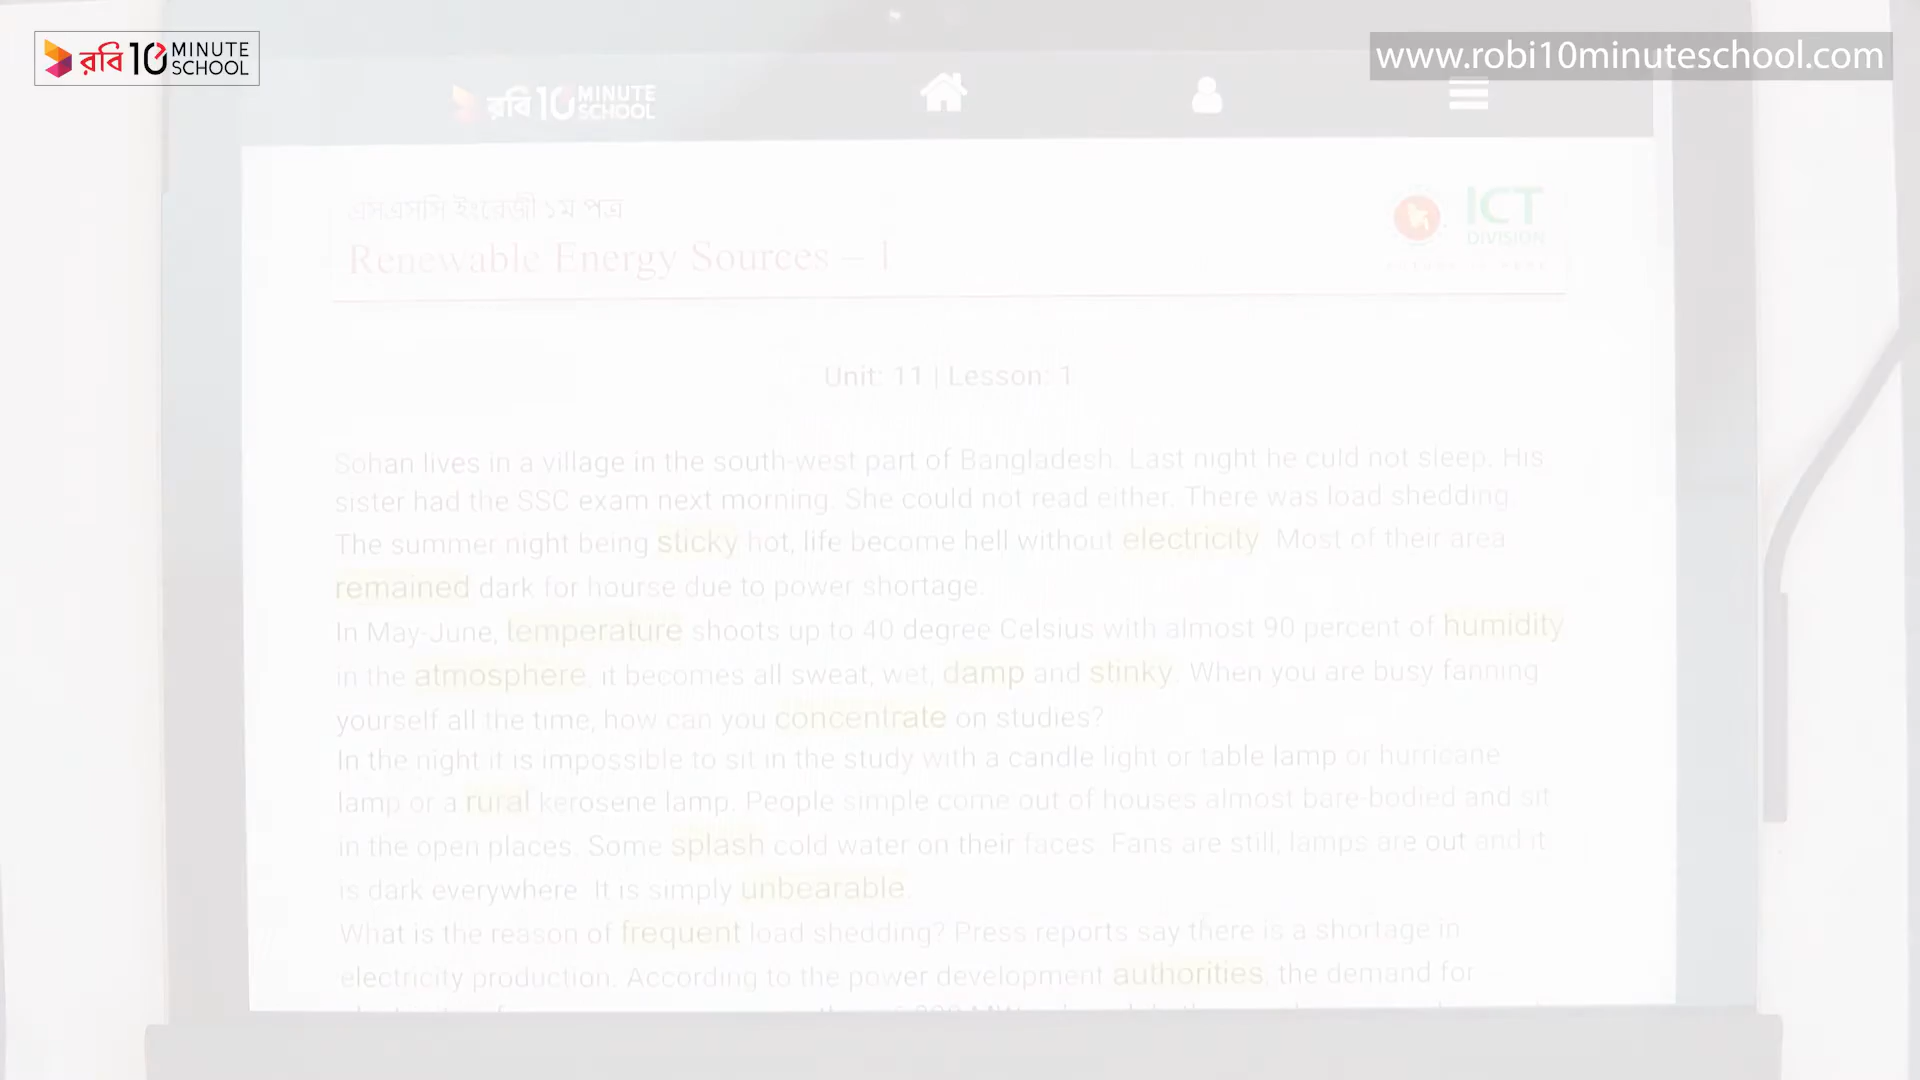 রবি 10 MINUTE SCHOOL
www.robi10minuteschool.com
রবি 10 MINUTE SCHOOL
এসএসসি ইংরেজী ১ম পত্র
ICT
DIVISION
Renewable Energy Sources – 1
Unit: 11 | Lesson: 1
Sohan lives in a village in the south-west part of Bangladesh. Last night he culd not sleep. His
sister had the SSC exam next morning. She could not read either. There was load shedding.
The summer night being sticky hot, life become hell without electricity. Most of their area
remained dark for hourse due to power shortage.
In May-June, temperature shoots up to 40 degree Celsius with almost 90 percent of humidity
in the atmosphere, it becomes all sweat, wet, damp and stinky. When you are busy fanning
yourself all the time, how can you concentrate on studies?
In the night it is impossible to sit in the study with a candle light or table lamp or hurricane
lamp or a rural kerosene lamp. People simple come out of houses almost bare-bodied and sit
in the open places. Some splash cold water on their faces. Fans are still, lamps are out and it
is dark everywhere. It is simply unbearable.
What is the reason of frequent load shedding? Press reports say there is a shortage in
electricity production. According to the power development authorities, the demand for